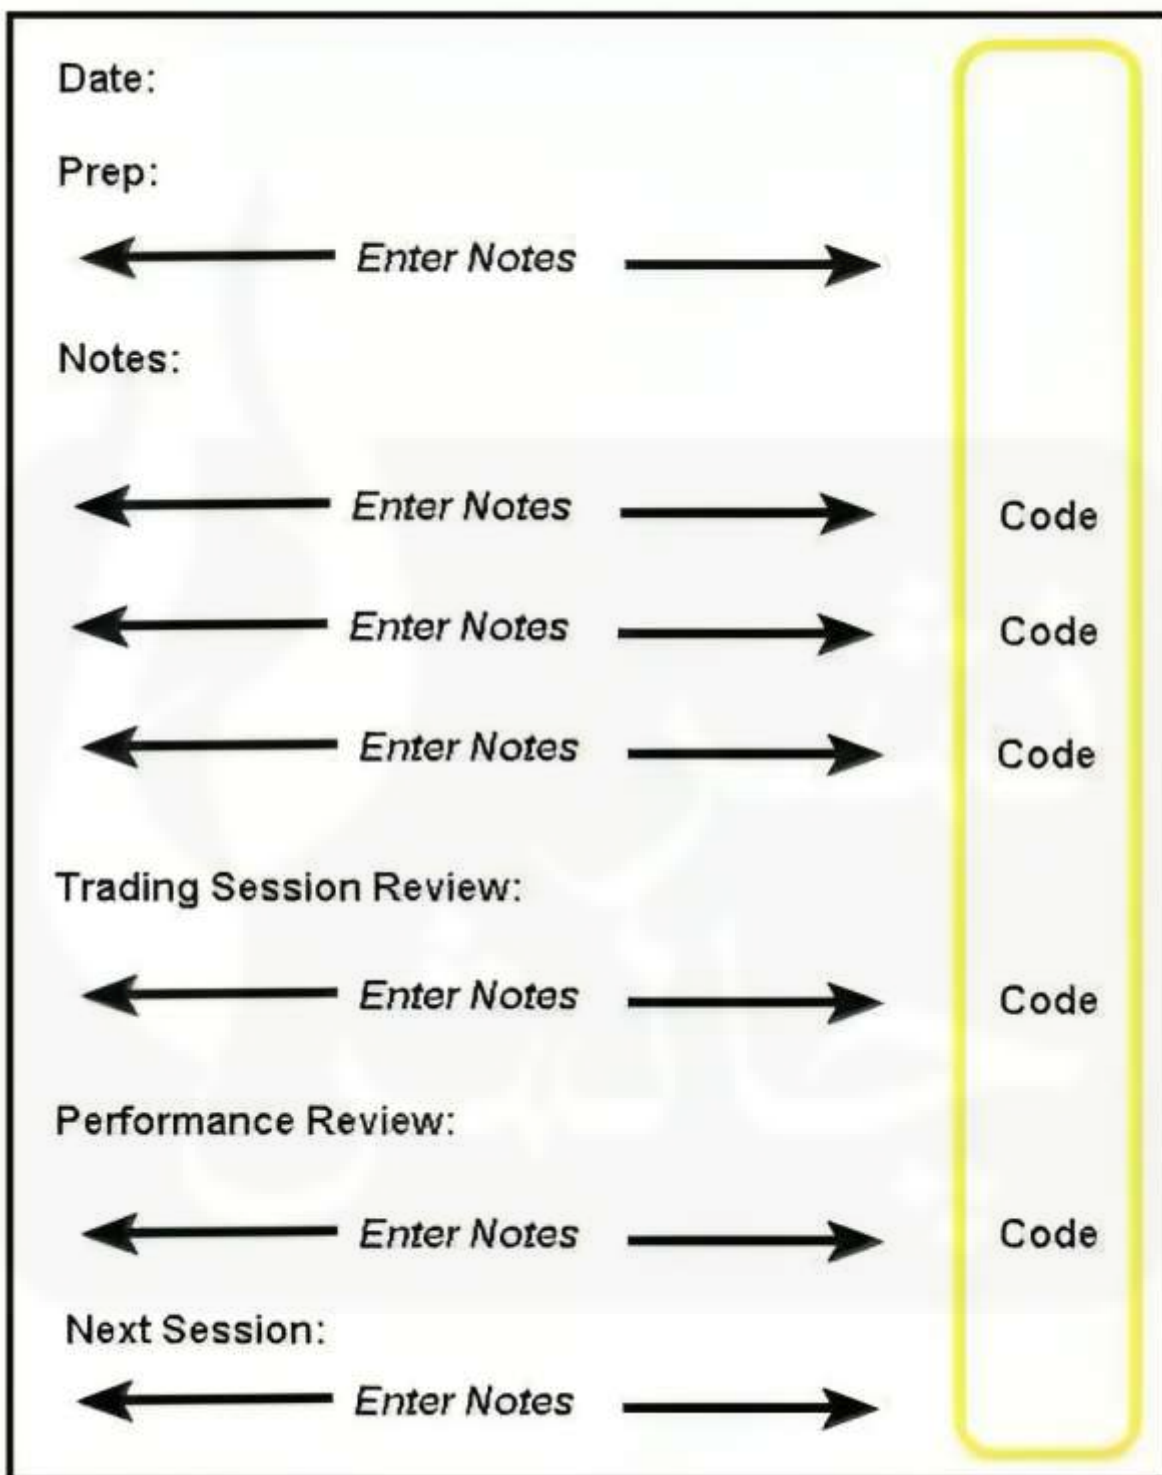 Date:
Prep:
Enter Notes
Notes:
Enter Notes Code
Enter Notes Code
Enter Notes Code
Trading Session Review:
Enter Notes Code
Performance Review:
Enter Notes Code
Next Session:
Enter Notes